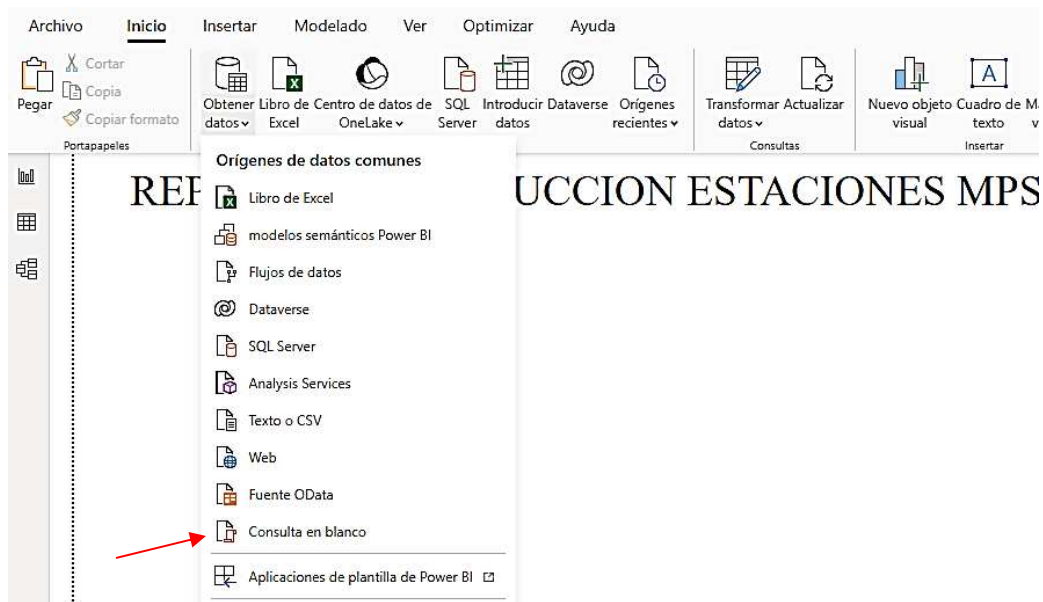 Archivo Inicio Insertar Modelado Ver Optimizar Ayuda
Pegar
Cortar
Copia
Copiar formato
Portapapeles
Obtener datos
Libro de Excel
Centro de datos de OneLake
SQL Server
Introducir datos
Dataverse
Orígenes recientes
Transformar datos
Actualizar
Consultas
Nuevo objeto visual
Cuadro de texto
A
Insertar
Orígenes de datos comunes
Libro de Excel
modelos semánticos Power BI
Flujos de datos
Dataverse
SQL Server
Analysis Services
Texto o CSV
Web
Fuente OData
Consulta en blanco
Aplicaciones de plantilla de Power BI
UCCION ESTACIONES MPS